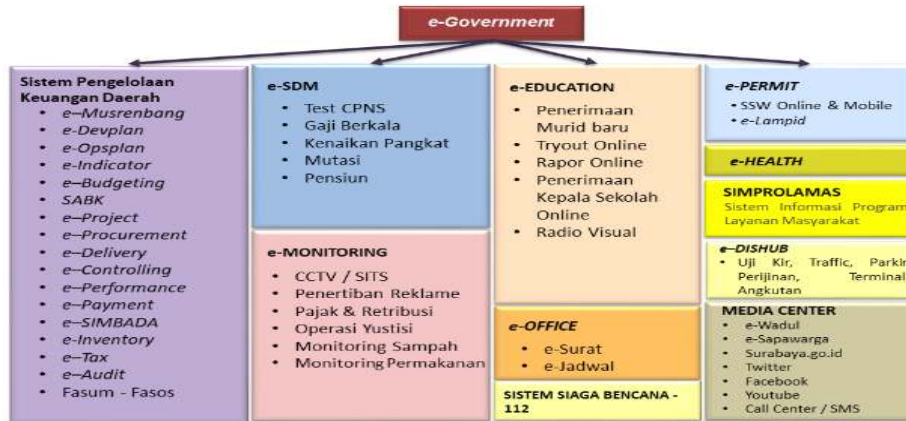 e-Government
Sistem Pengelolaan
Keuangan Daerah
• e–Musrenbang
• e-Devplan
• e-Opsplan
• e-Indicator
• e–Budgeting
• SABK
• e–Project
• e–Procurement
• e–Delivery
• e–Controlling
• e–Performance
• e–Payment
• e–SIMBADA
• e-Inventory
• e–Tax
• e–Audit
• Fasum - Fasos
e-SDM
• Test CPNS
• Gaji Berkala
• Kenaikan Pangkat
• Mutasi
• Pensiun
e-MONITORING
• CCTV / SITS
• Penertiban Reklame
• Pajak & Retribusi
• Operasi Yustisi
• Monitoring Sampah
• Monitoring Permakanan
e-EDUCATION
• Penerimaan
Murid baru
• Tryout Online
• Rapor Online
• Penerimaan
Kepala Sekolah
Online
• Radio Visual
e-OFFICE
• e-Surat
• e-Jadwal
SISTEM SIAGA BENCANA -
112
e-PERMIT
• SSW Online & Mobile
• e-Lampid
e-HEALTH
SIMPROLAMAS
Sistem Informasi Program
Layanan Masyarakat
e–DISHUB
• Uji Kir, Traffic, Parkir
Perijinan, Terminal
Angkutan
MEDIA CENTER
• e-Wadul
• e-Sapawarga
• Surabaya.go.id
• Twitter
• Facebook
• Youtube
• Call Center / SMS